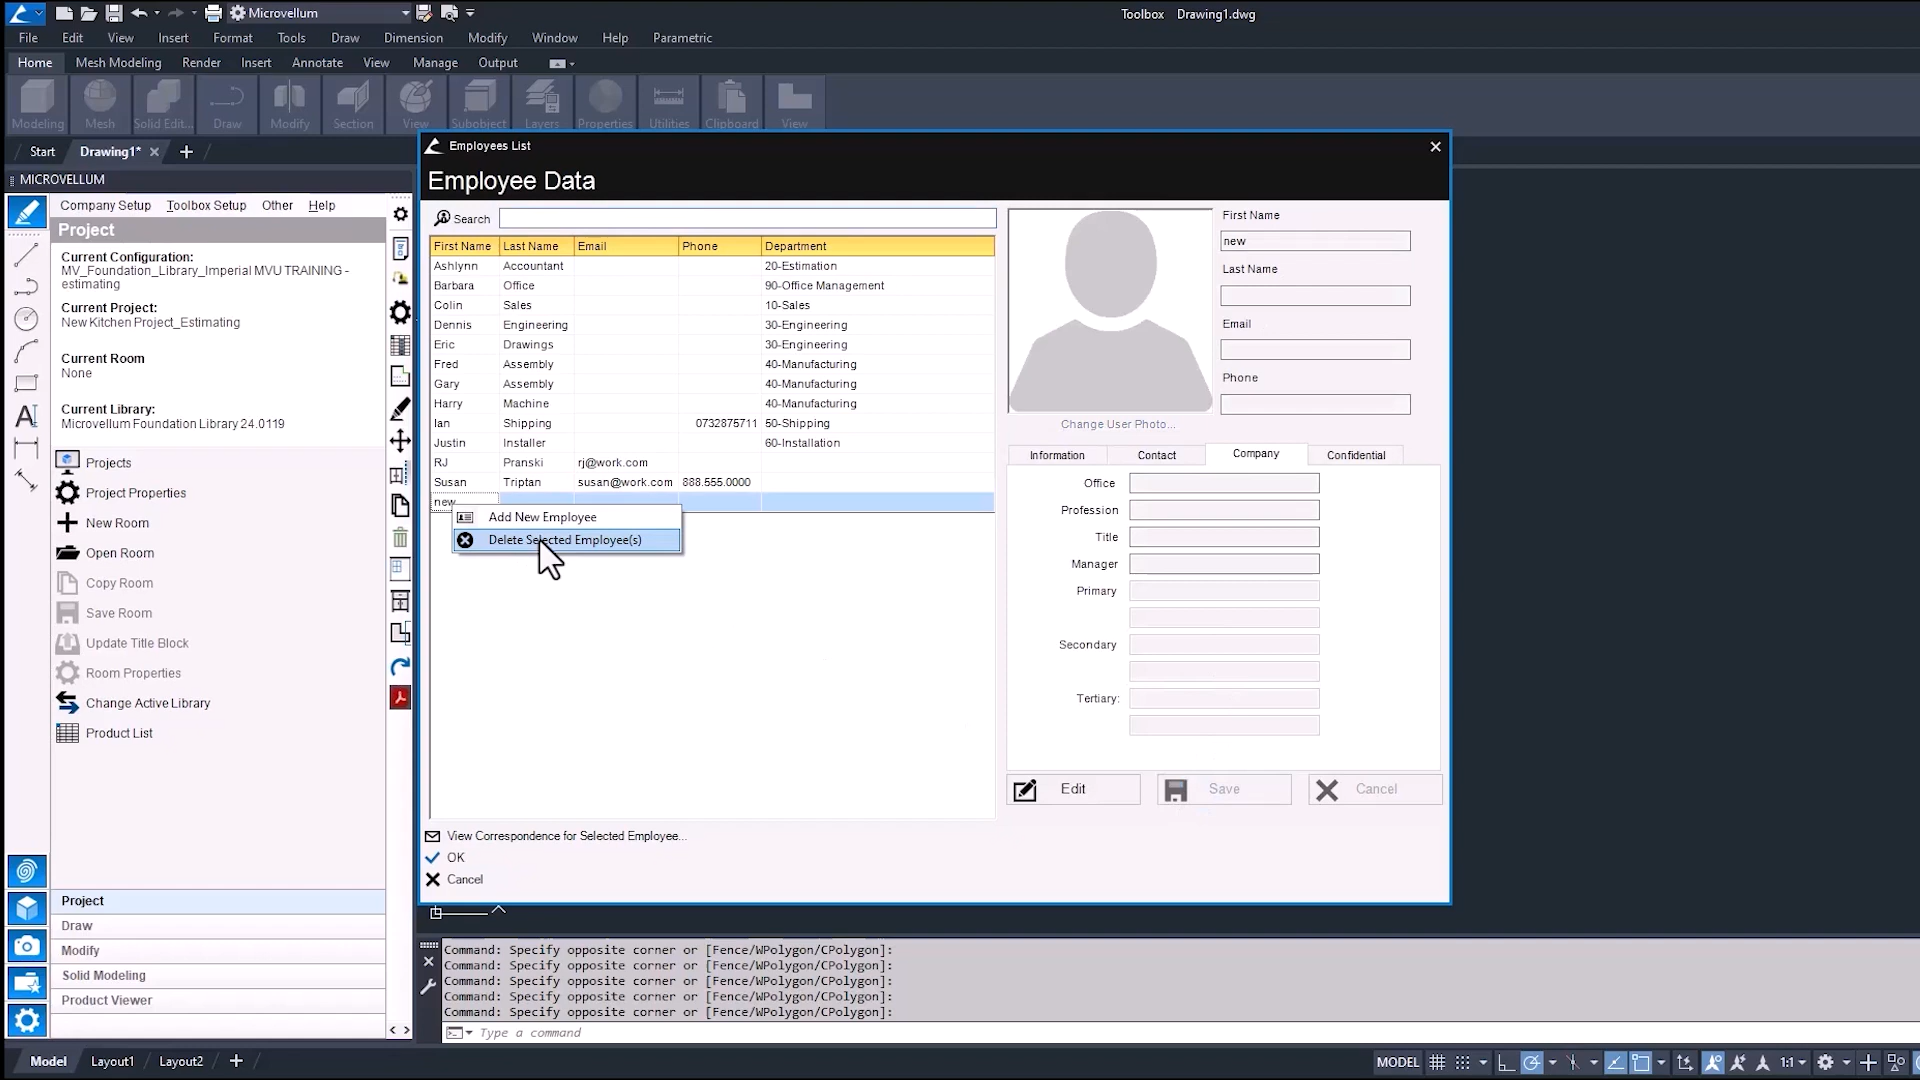 Microvellum
Toolbox Drawing1.dwg
File Edit View Insert Format Tools Draw Dimension Modify Window Help Parametric
Home Mesh Modeling Render Insert Annotate View Manage Output
Modeling Mesh Solid Edit... Draw Modify Section View Subobject Layers Properties Utilities Clipboard View
Start Drawing1*
MICROVELLUM
Company Setup Toolbox Setup Other Help
Project
Current Configuration:
MV_Foundation_Library_Imperial MVU TRAINING -
estimating
Current Project:
New Kitchen Project_Estimating
Current Room
None
Current Library:
Microvellum Foundation Library 24.0119
Projects
Project Properties
New Room
Open Room
Copy Room
Save Room
Update Title Block
Room Properties
Change Active Library
Product List
Project
Draw
Modify
Solid Modeling
Product Viewer
Employees List
Employee Data
Search
First Name Last Name Email Phone Department
Ashlynn Accountant 20-Estimation
Barbara Office 90-Office Management
Colin Sales 10-Sales
Dennis Engineering 30-Engineering
Eric Drawings 30-Engineering
Fred Assembly 40-Manufacturing
Gary Assembly 40-Manufacturing
Harry Machine 40-Manufacturing
Ian Shipping 0732875711 50-Shipping
Justin Installer 60-Installation
RJ Pranski rj@work.com
Susan Triptan susan@work.com 888.555.0000
new
Add New Employee
Delete Selected Employee(s)
First Name
new
Last Name
Email
Phone
Change User Photo...
Information Contact Company Confidential
Office
Profession
Title
Manager
Primary
Secondary
Tertiary:
Edit Save Cancel
View Correspondence for Selected Employee...
OK
Cancel
Command: Specify opposite corner or [Fence/WPolygon/CPolygon]:
Command: Specify opposite corner or [Fence/WPolygon/CPolygon]:
Command: Specify opposite corner or [Fence/WPolygon/CPolygon]:
Command: Specify opposite corner or [Fence/WPolygon/CPolygon]:
Command: Specify opposite corner or [Fence/WPolygon/CPolygon]:
Type a command
Model Layout1 Layout2
MODEL 1:1